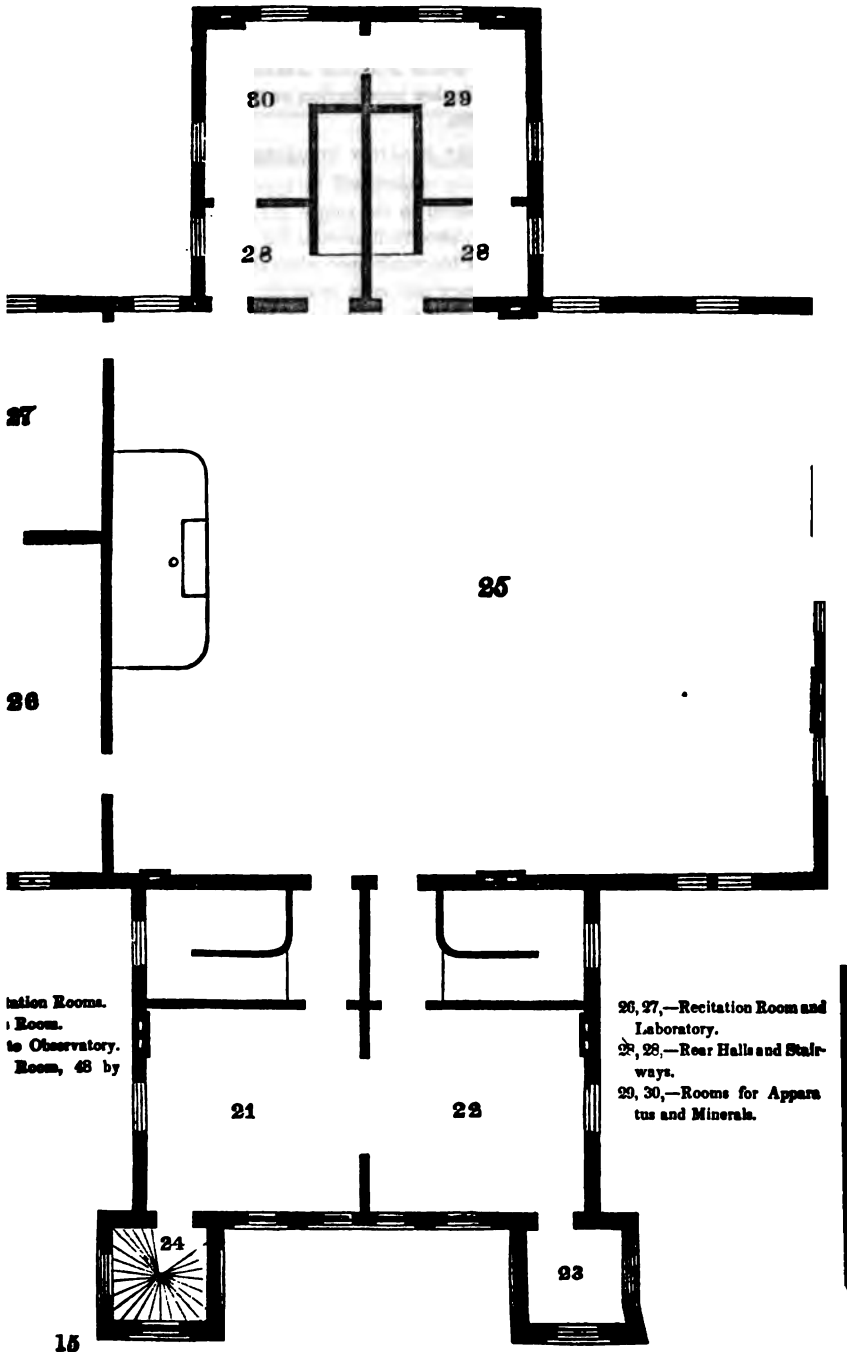 30 29
28 28
27
25
26
Rooms.
Room.
to Observatory.
Room, 48 by
26, 27,—Recitation Room and
Laboratory.
28, 28,—Rear Halls and Stair-
ways.
29, 30,—Rooms for Appara
tus and Minerals.
21 22
24
23
15